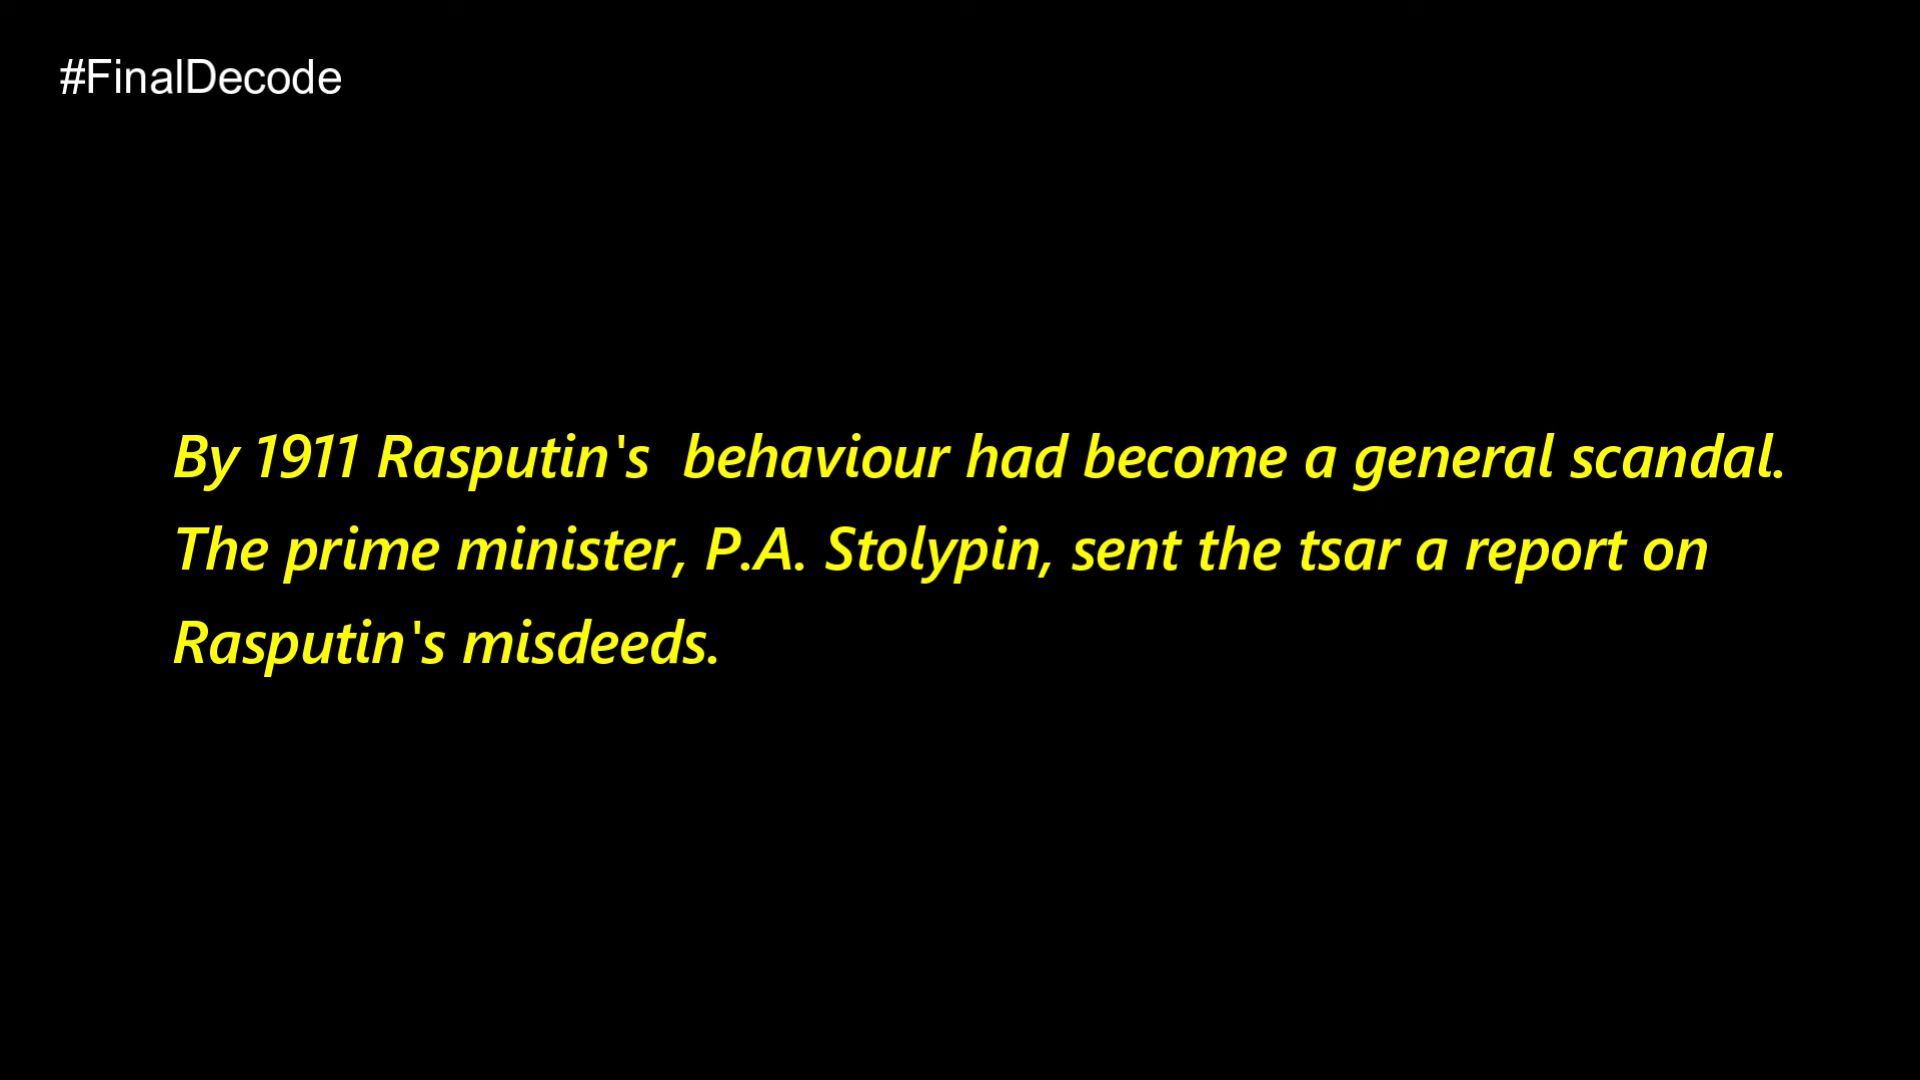 #FinalDecode
By 1911 Rasputin's  behaviour had become a general scandal.
The prime minister, P.A. Stolypin, sent the tsar a report on
Rasputin's misdeeds.